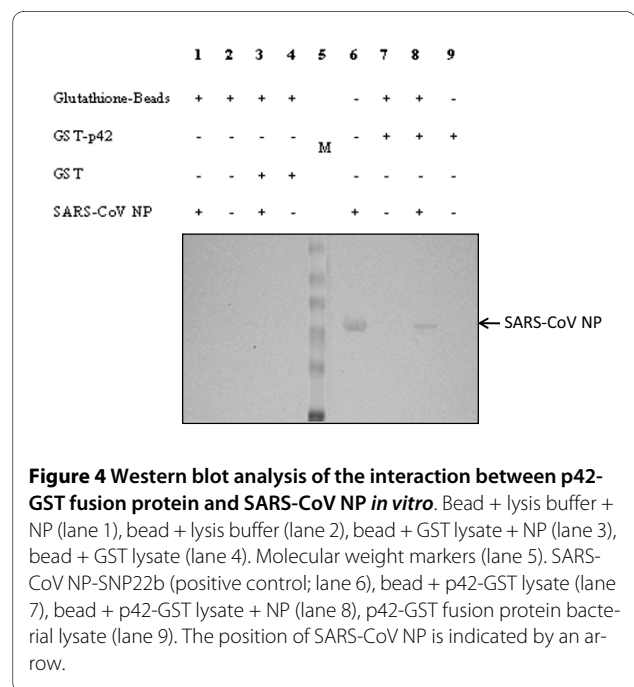 1 2 3 4 5 6 7 8 9
Glutathione-Beads + + + + - + + -
GST-p42 - - - - - + + +
M
GST - - + + - - - -
SARS-CoV NP + - + - + - + -
SARS-CoV NP
Figure 4 Western blot analysis of the interaction between p42-
GST fusion protein and SARS-CoV NP in vitro. Bead + lysis buffer +
NP (lane 1), bead + lysis buffer (lane 2), bead + GST lysate + NP (lane 3),
bead + GST lysate (lane 4). Molecular weight markers (lane 5). SARS-
CoV NP-SNP22b (positive control; lane 6), bead + p42-GST lysate (lane
7), bead + p42-GST lysate + NP (lane 8), p42-GST fusion protein bacte-
rial lysate (lane 9). The position of SARS-CoV NP is indicated by an ar-
row.